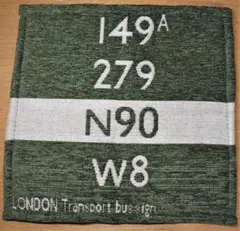 149A
279
N90
W8
LONDON Transport bus sign